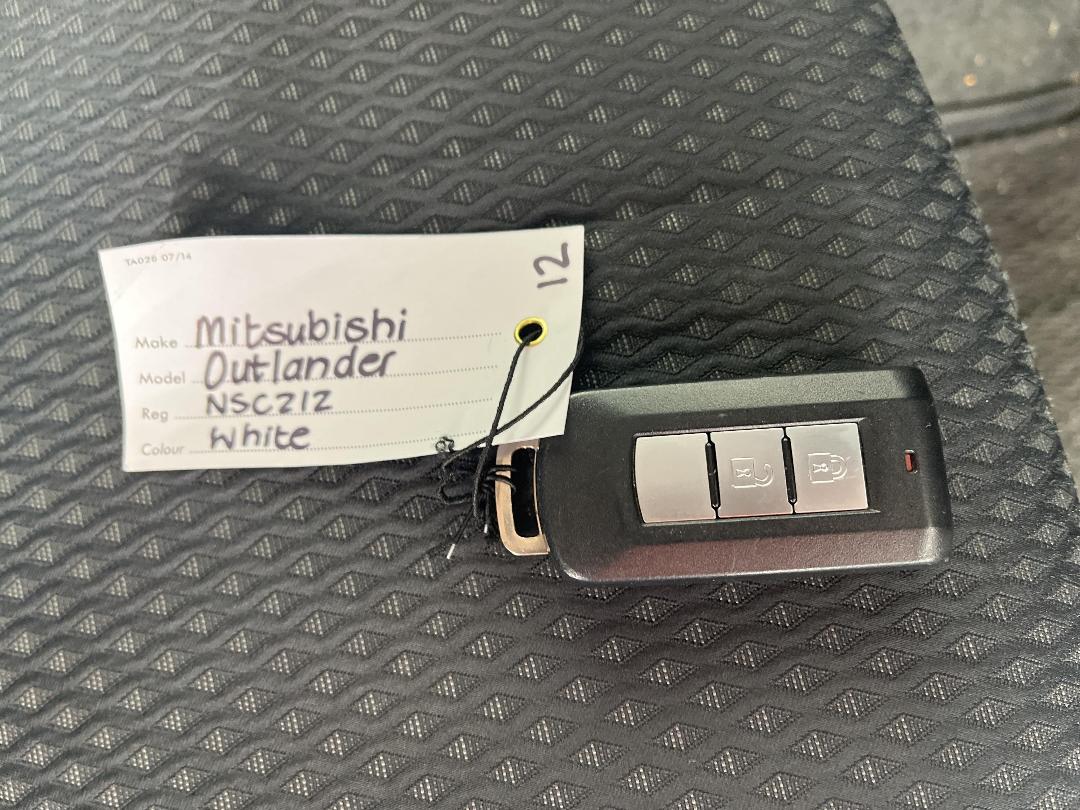 TA026 07/14
12
Make Mitsubishi
Model Outlander
Reg NSC212
Colour White